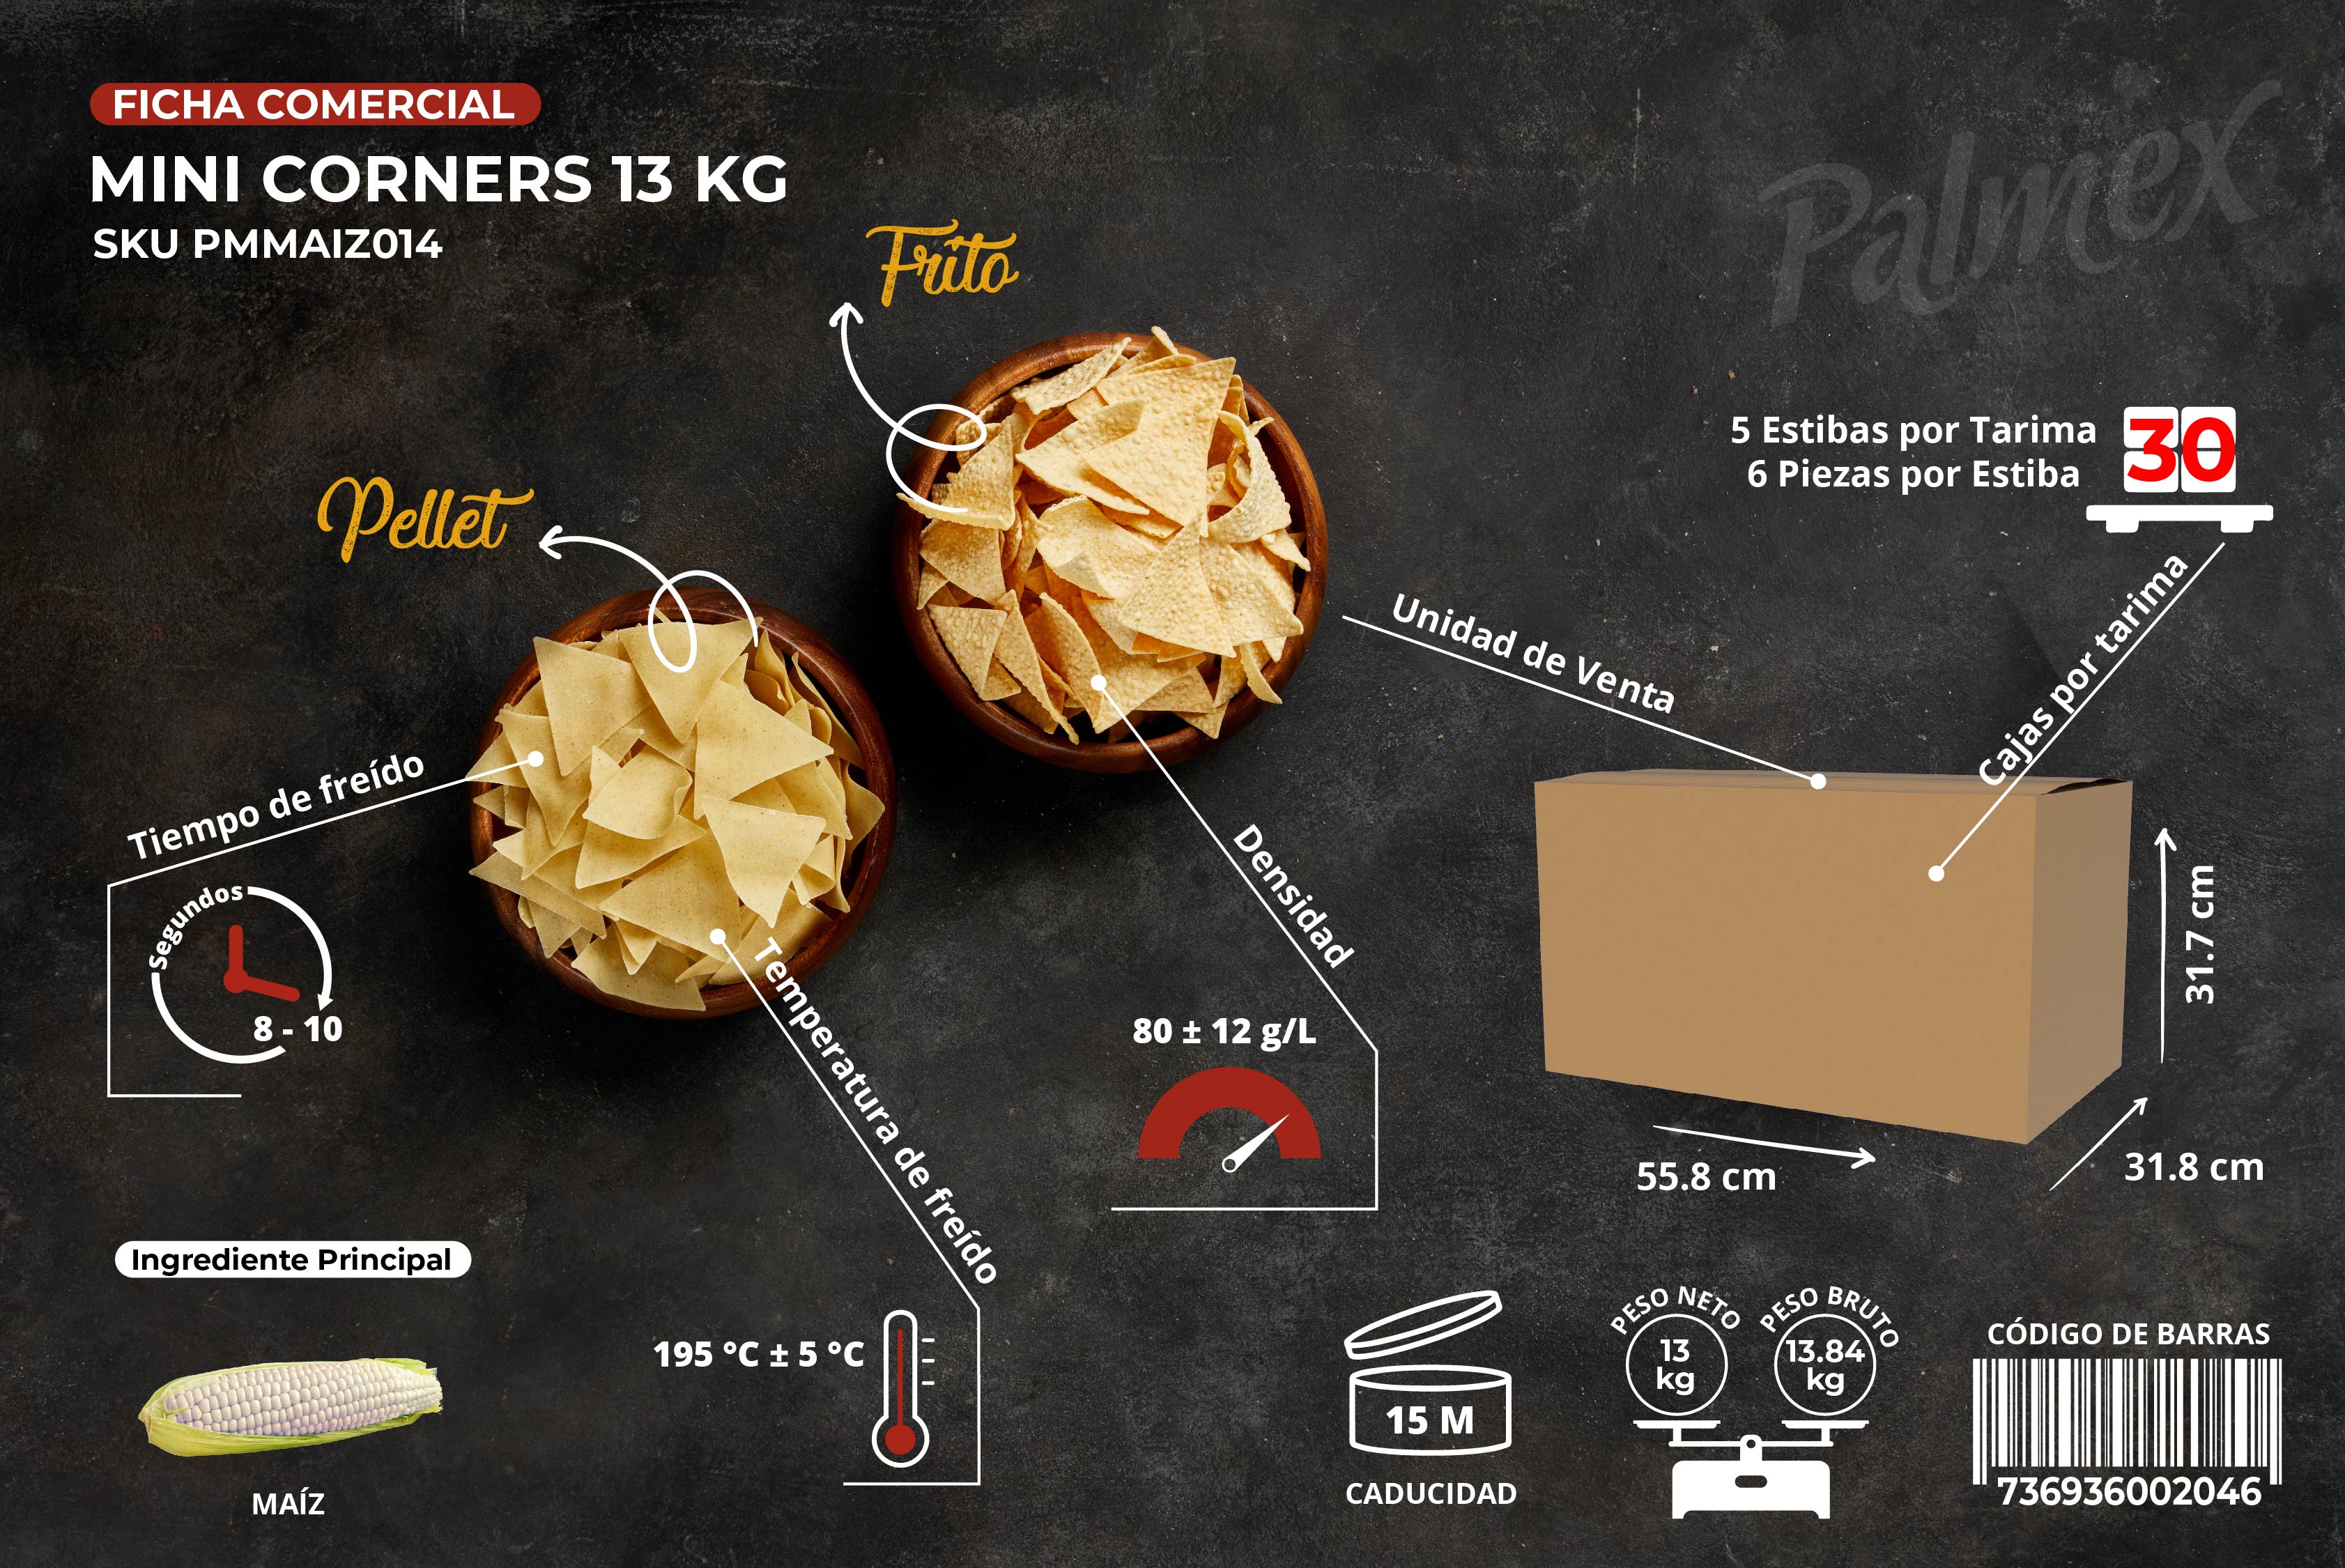 FICHA COMERCIAL
MINI CORNERS 13 KG
SKU PMMAIZ014
Palmex
Frito
Pellet
5 Estibas por Tarima
6 Piezas por Estiba
30
Unidad de Venta
Cajas por tarima
Tiempo de freído
Segundos
8 - 10
Densidad
80 ± 12 g/L
Temperatura de freído
195 °C ± 5 °C
31.7 cm
55.8 cm
31.8 cm
Ingrediente Principal
MAÍZ
15 M
CADUCIDAD
PESO NETO
13
kg
PESO BRUTO
13.84
kg
CÓDIGO DE BARRAS
736936002046